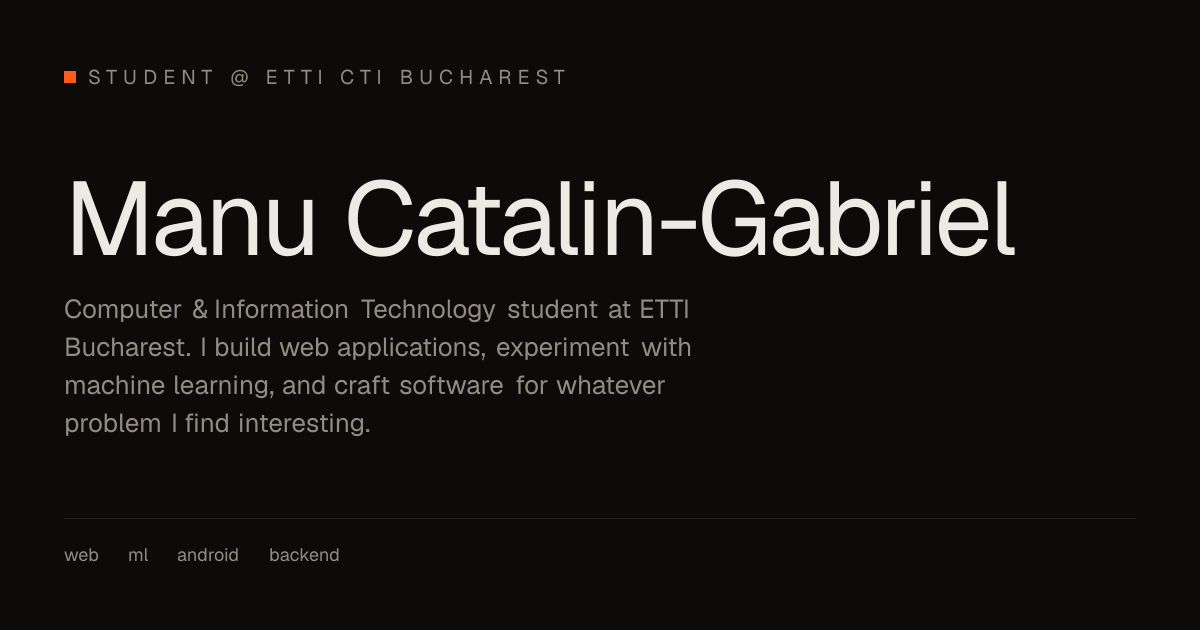 STUDENT @ ETTI CTI BUCHAREST
Manu Catalin-Gabriel
Computer & Information Technology student at ETTI
Bucharest. I build web applications, experiment with
machine learning, and craft software for whatever
problem I find interesting.
web ml android backend